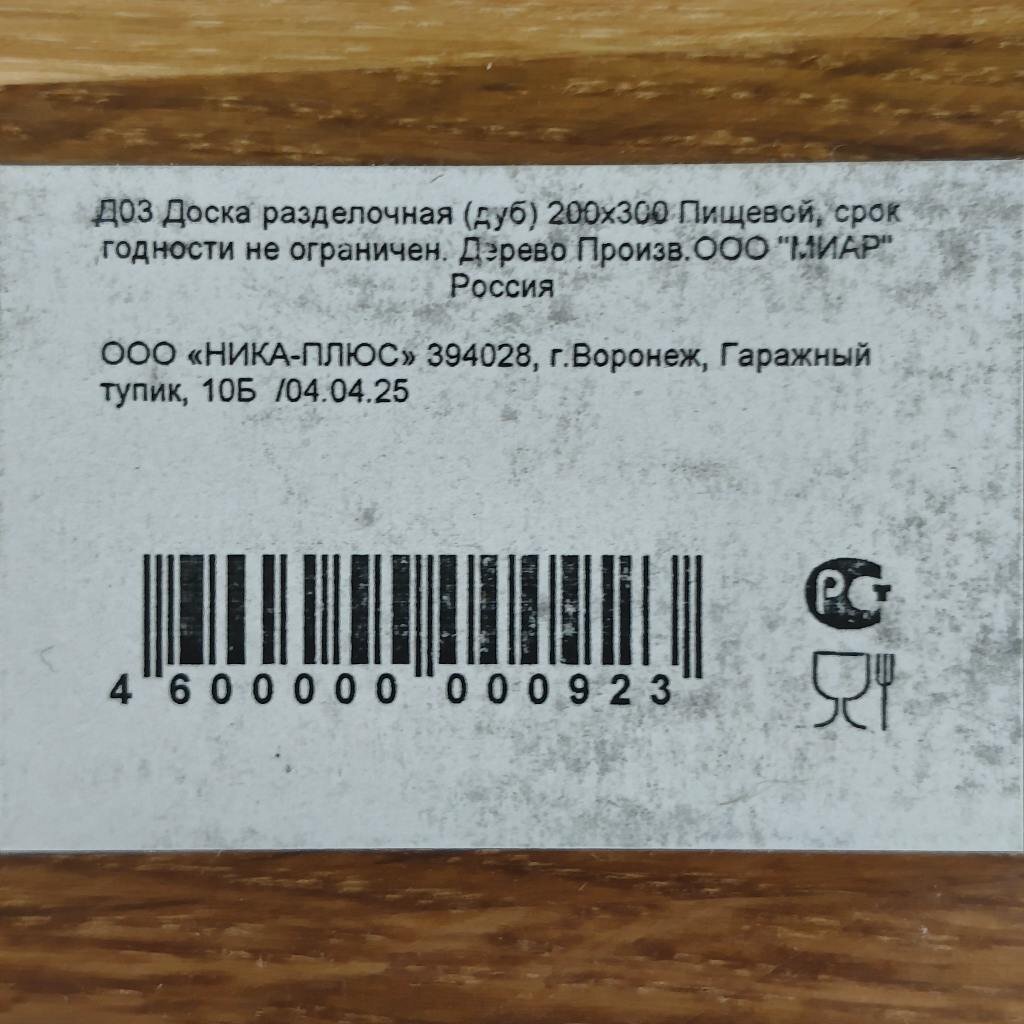 Д03 Доска разделочная (дуб) 200х300 Пищевой, срок
годности не ограничен. Дерево Произв.ООО "МИАР"
Россия
ООО «НИКА-ПЛЮС» 394028, г.Воронеж, Гаражный
тупик, 10Б /04.04.25
4 600000 000923
РСТ